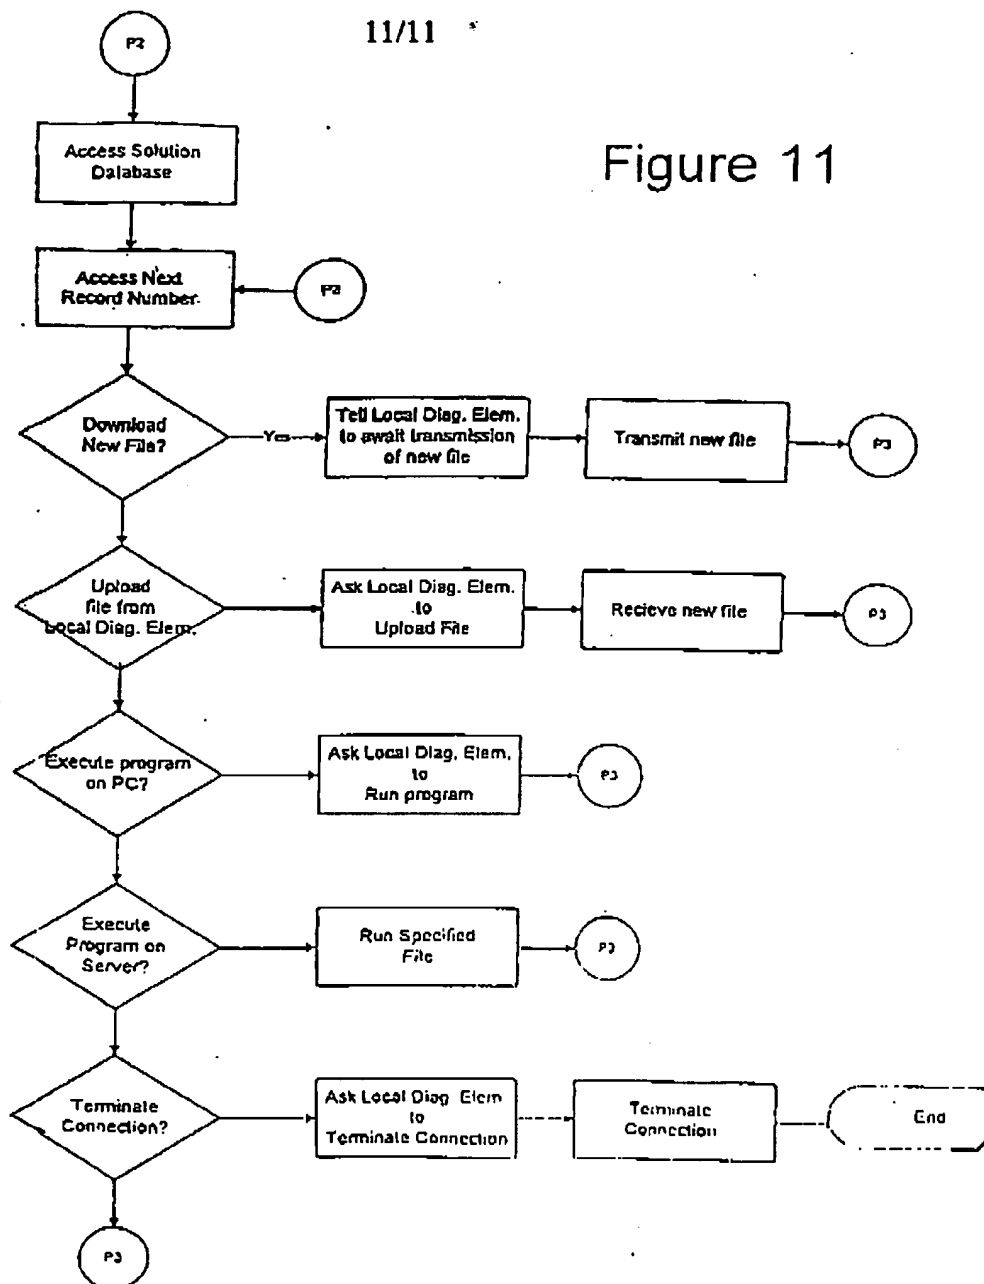 11/11
Figure 11
P2
Access Solution
Database
Access Next
Record Number
P3
Download
New File?
Yes
Tell Local Diag. Elem.
to await transmission
of new file
Transmit new file
P3
Upload
file from
Local Diag. Elem.
Ask Local Diag. Elem.
to
Upload File
Recieve new file
P3
Execute program
on PC?
Ask Local Diag. Elem.
to
Run program
P3
Execute
Program on
Server?
Run Specified
File
P3
Terminate
Connection?
Ask Local Diag Elem
to
Terminate Connection
Terminate
Connection
End
P3